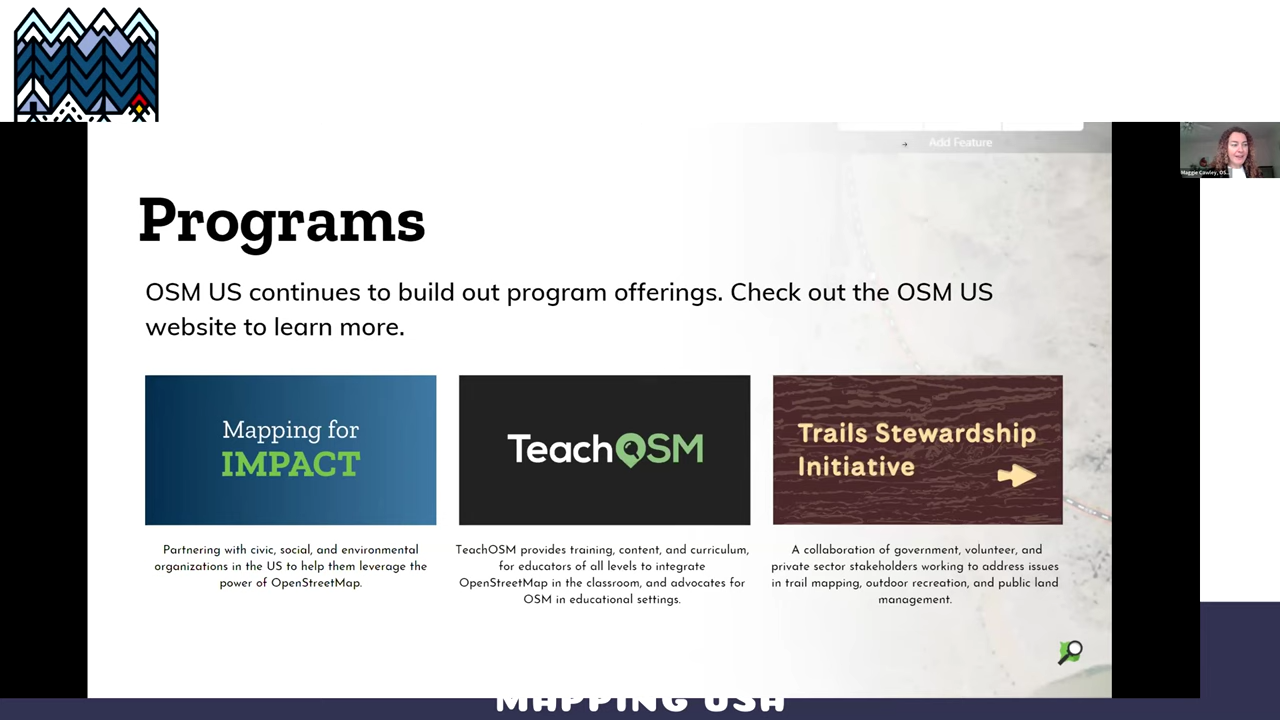 Add Feature
Maggie Cawley, OS...
Programs
OSM US continues to build out program offerings. Check out the OSM US
website to learn more.
Mapping for
IMPACT
TeachOSM
Trails Stewardship
Initiative
Partnering with civic, social, and environmental
organizations in the US to help them leverage the
power of OpenStreetMap.
TeachOSM provides training, content, and curriculum,
for educators of all levels to integrate
OpenStreetMap in the classroom, and advocates for
OSM in educational settings.
A collaboration of government, volunteer, and
private sector stakeholders working to address issues
in trail mapping, outdoor recreation, and public land
management.
MAPPING USA